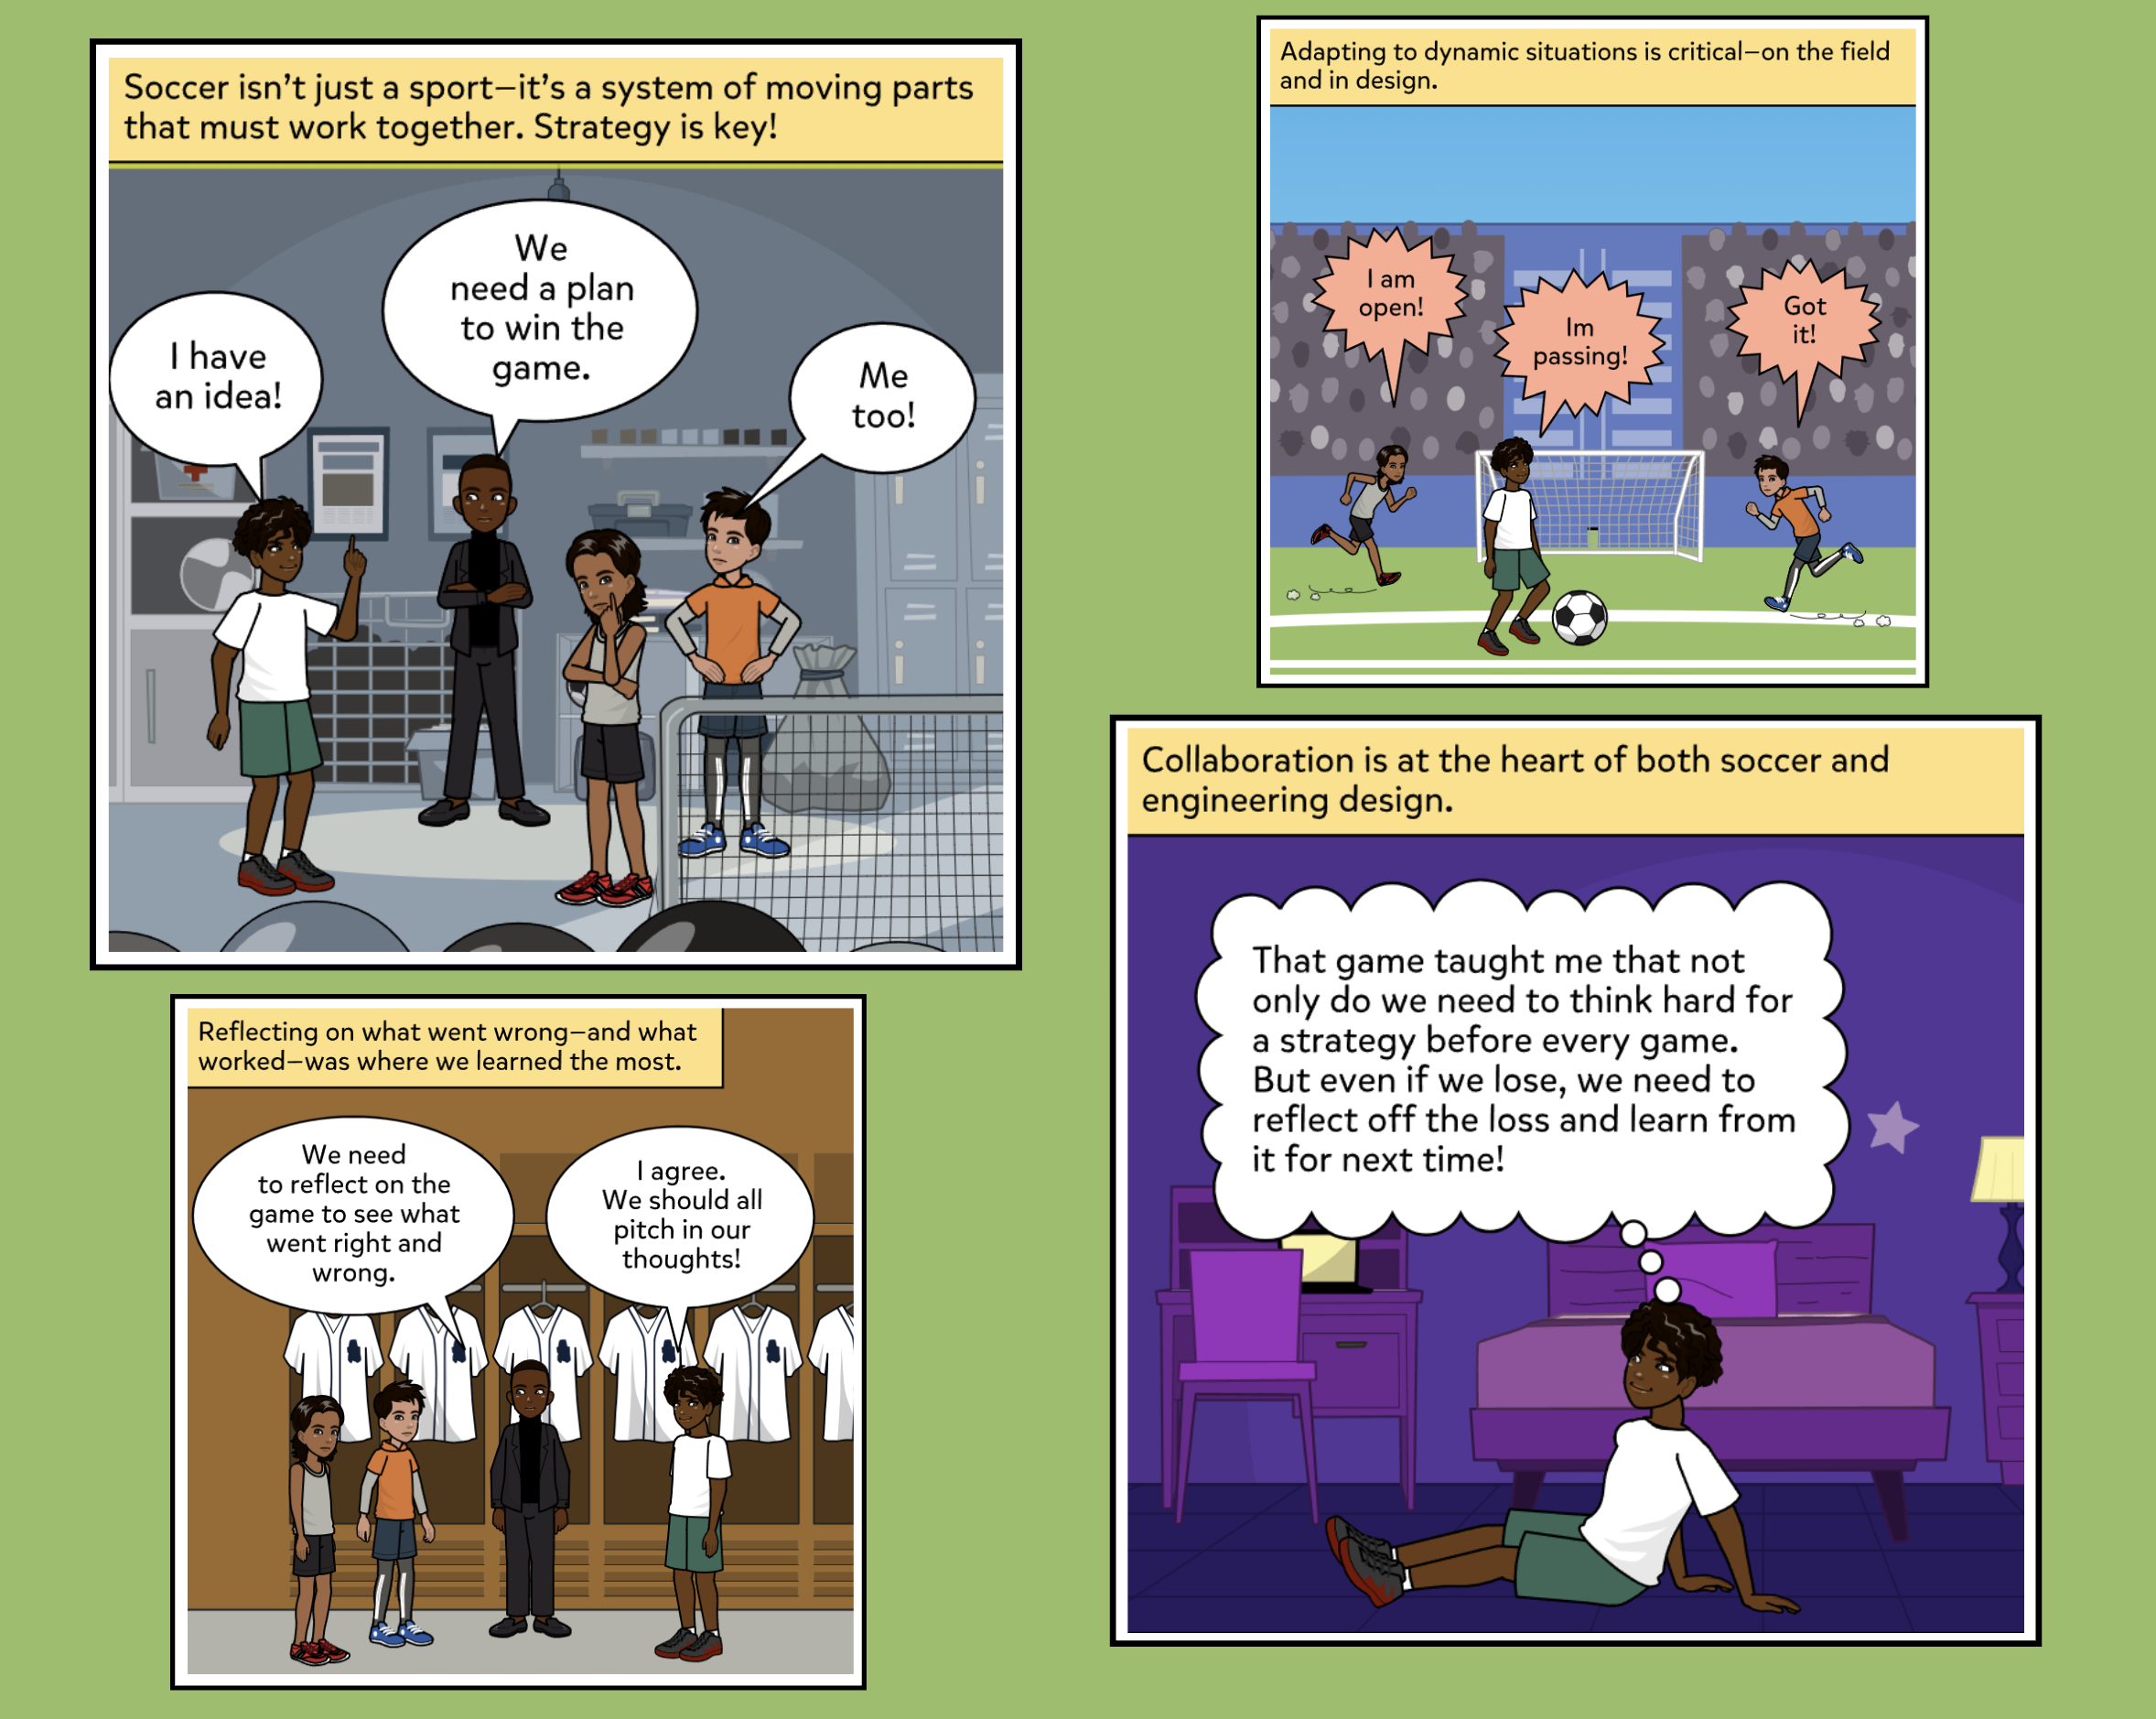 Soccer isn't just a sport—it's a system of moving parts
that must work together. Strategy is key!
I have
an idea!
We
need a plan
to win the
game.
Me
too!
Adapting to dynamic situations is critical—on the field
and in design.
I am
open!
Im
passing!
Got
it!
Reflecting on what went wrong—and what
worked—was where we learned the most.
We need
to reflect on the
game to see what
went right and
wrong.
I agree.
We should all
pitch in our
thoughts!
Collaboration is at the heart of both soccer and
engineering design.
That game taught me that not
only do we need to think hard for
a strategy before every game.
But even if we lose, we need to
reflect off the loss and learn from
it for next time!